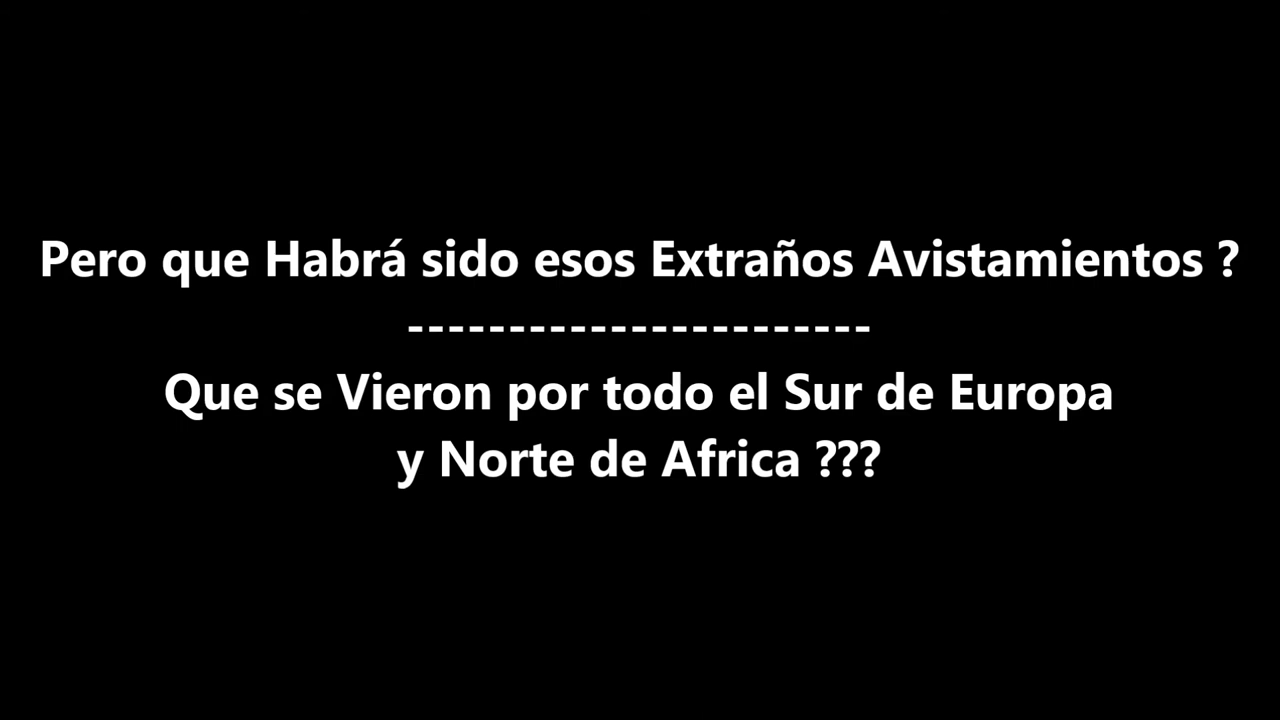 Pero que Habrá sido esos Extraños Avistamientos ?
-----------------------
Que se Vieron por todo el Sur de Europa
y Norte de Africa ???